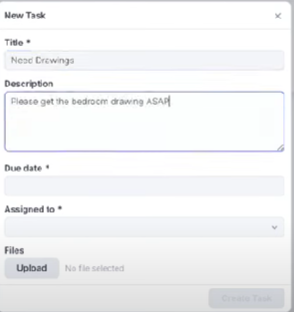 New Task
×
Title *
Need Drawings
Description
Please get the bedroom drawing ASAP
Due date *
Assigned to *
Files
Upload No file selected
Create Task